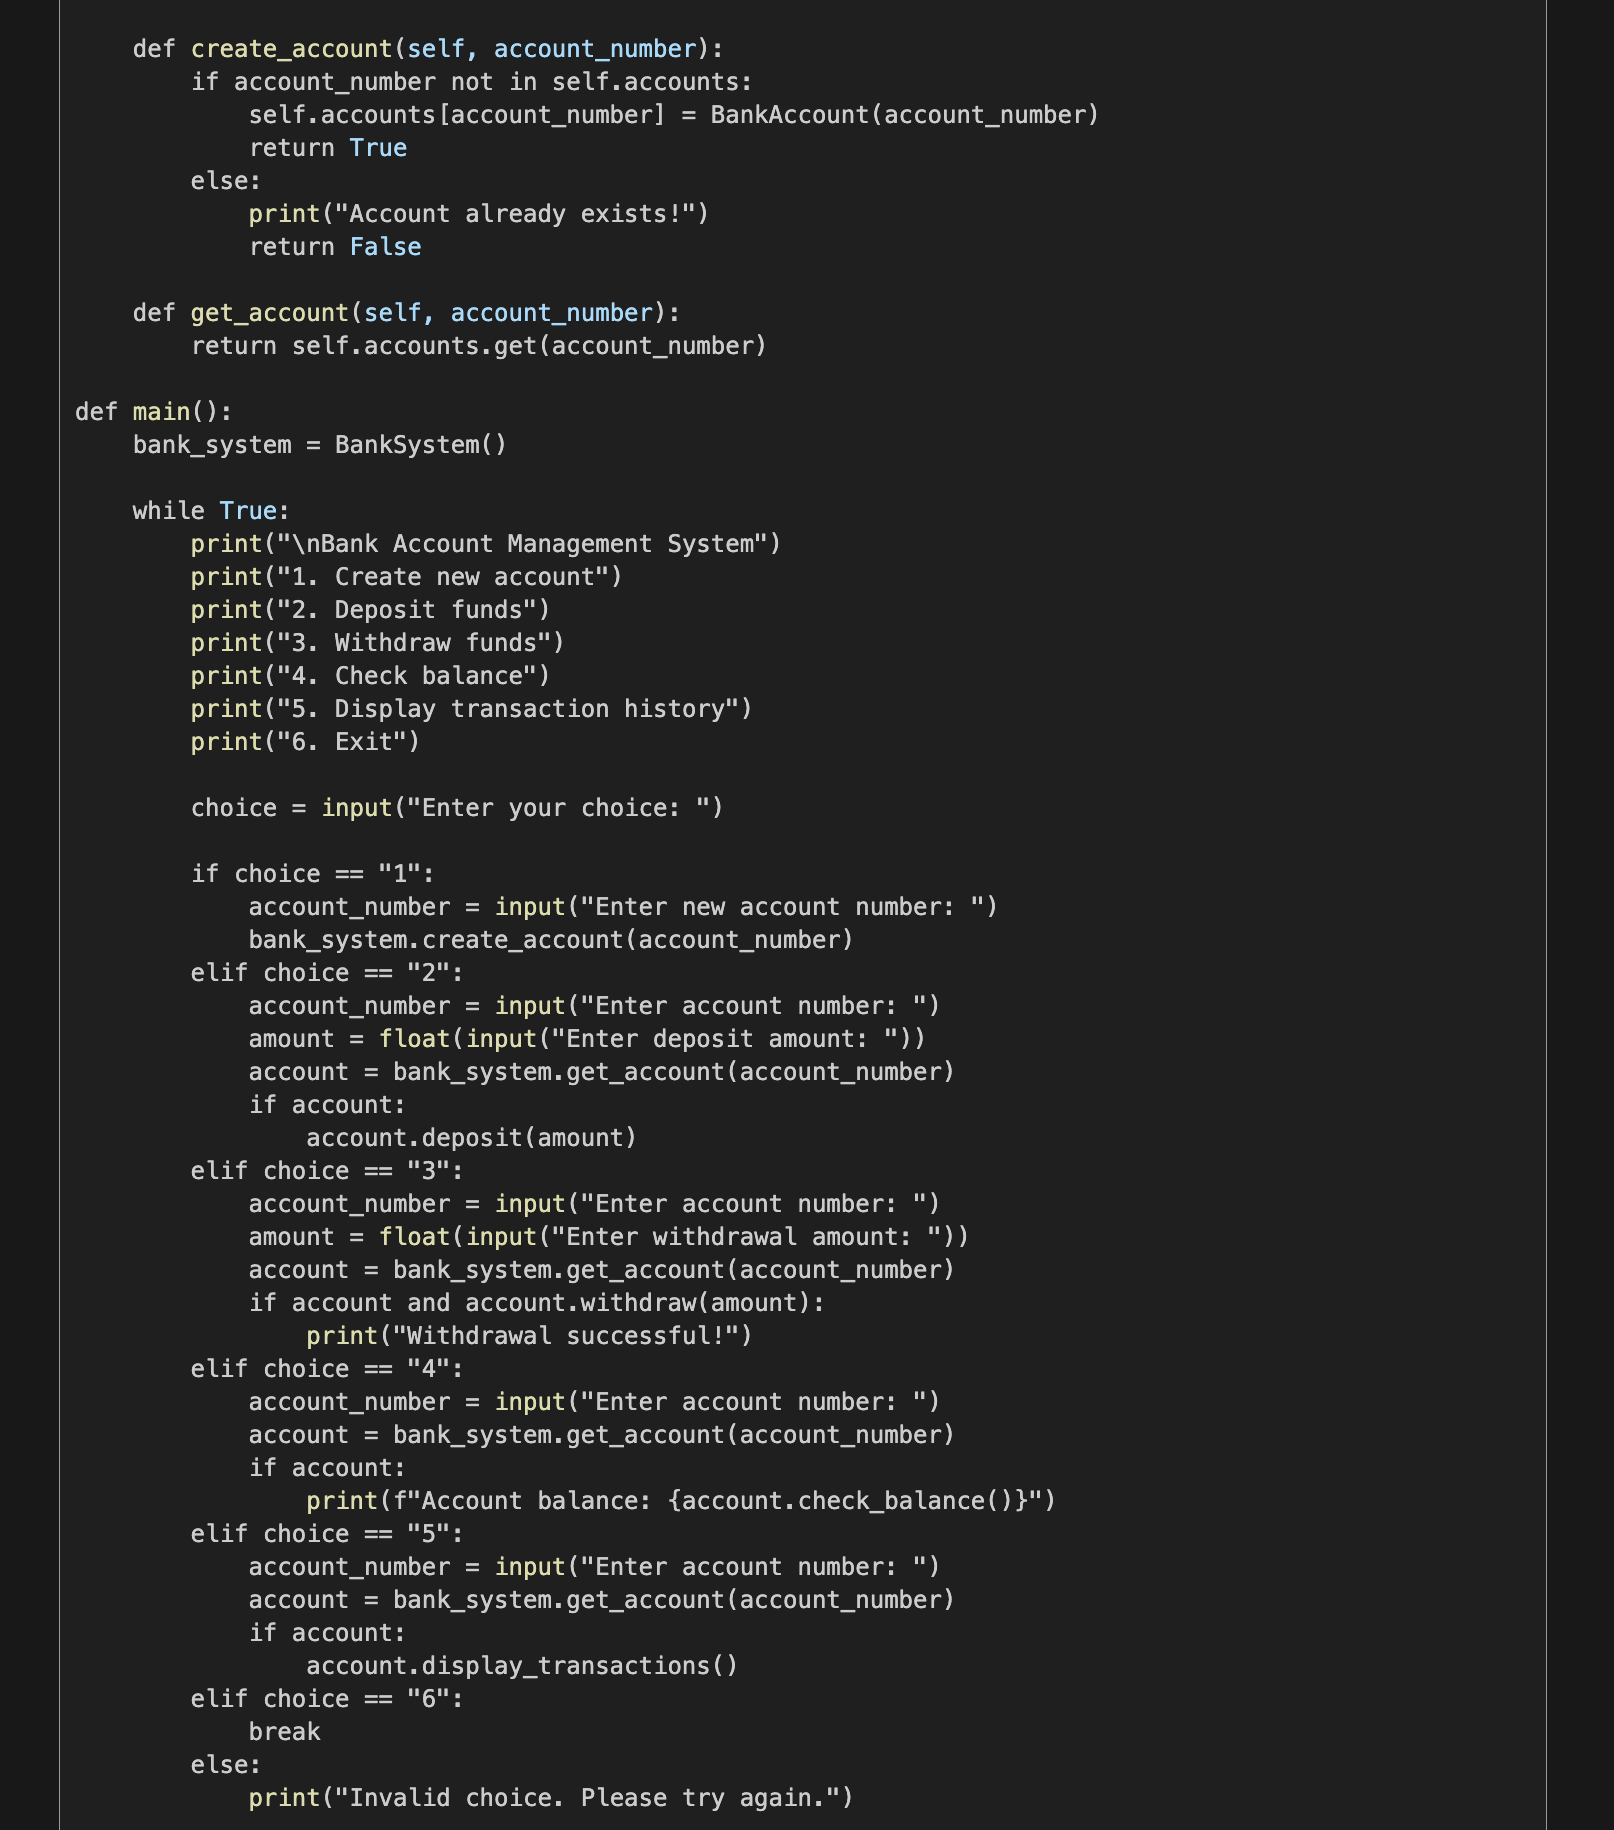 def create_account(self, account_number):
        if account_number not in self.accounts:
            self.accounts[account_number] = BankAccount(account_number)
            return True
        else:
            print("Account already exists!")
            return False

    def get_account(self, account_number):
        return self.accounts.get(account_number)

def main():
    bank_system = BankSystem()

    while True:
        print("\nBank Account Management System")
        print("1. Create new account")
        print("2. Deposit funds")
        print("3. Withdraw funds")
        print("4. Check balance")
        print("5. Display transaction history")
        print("6. Exit")

        choice = input("Enter your choice: ")

        if choice == "1":
            account_number = input("Enter new account number: ")
            bank_system.create_account(account_number)
        elif choice == "2":
            account_number = input("Enter account number: ")
            amount = float(input("Enter deposit amount: "))
            account = bank_system.get_account(account_number)
            if account:
                account.deposit(amount)
        elif choice == "3":
            account_number = input("Enter account number: ")
            amount = float(input("Enter withdrawal amount: "))
            account = bank_system.get_account(account_number)
            if account and account.withdraw(amount):
                print("Withdrawal successful!")
        elif choice == "4":
            account_number = input("Enter account number: ")
            account = bank_system.get_account(account_number)
            if account:
                print(f"Account balance: {account.check_balance()}")
        elif choice == "5":
            account_number = input("Enter account number: ")
            account = bank_system.get_account(account_number)
            if account:
                account.display_transactions()
        elif choice == "6":
            break
        else:
            print("Invalid choice. Please try again.")